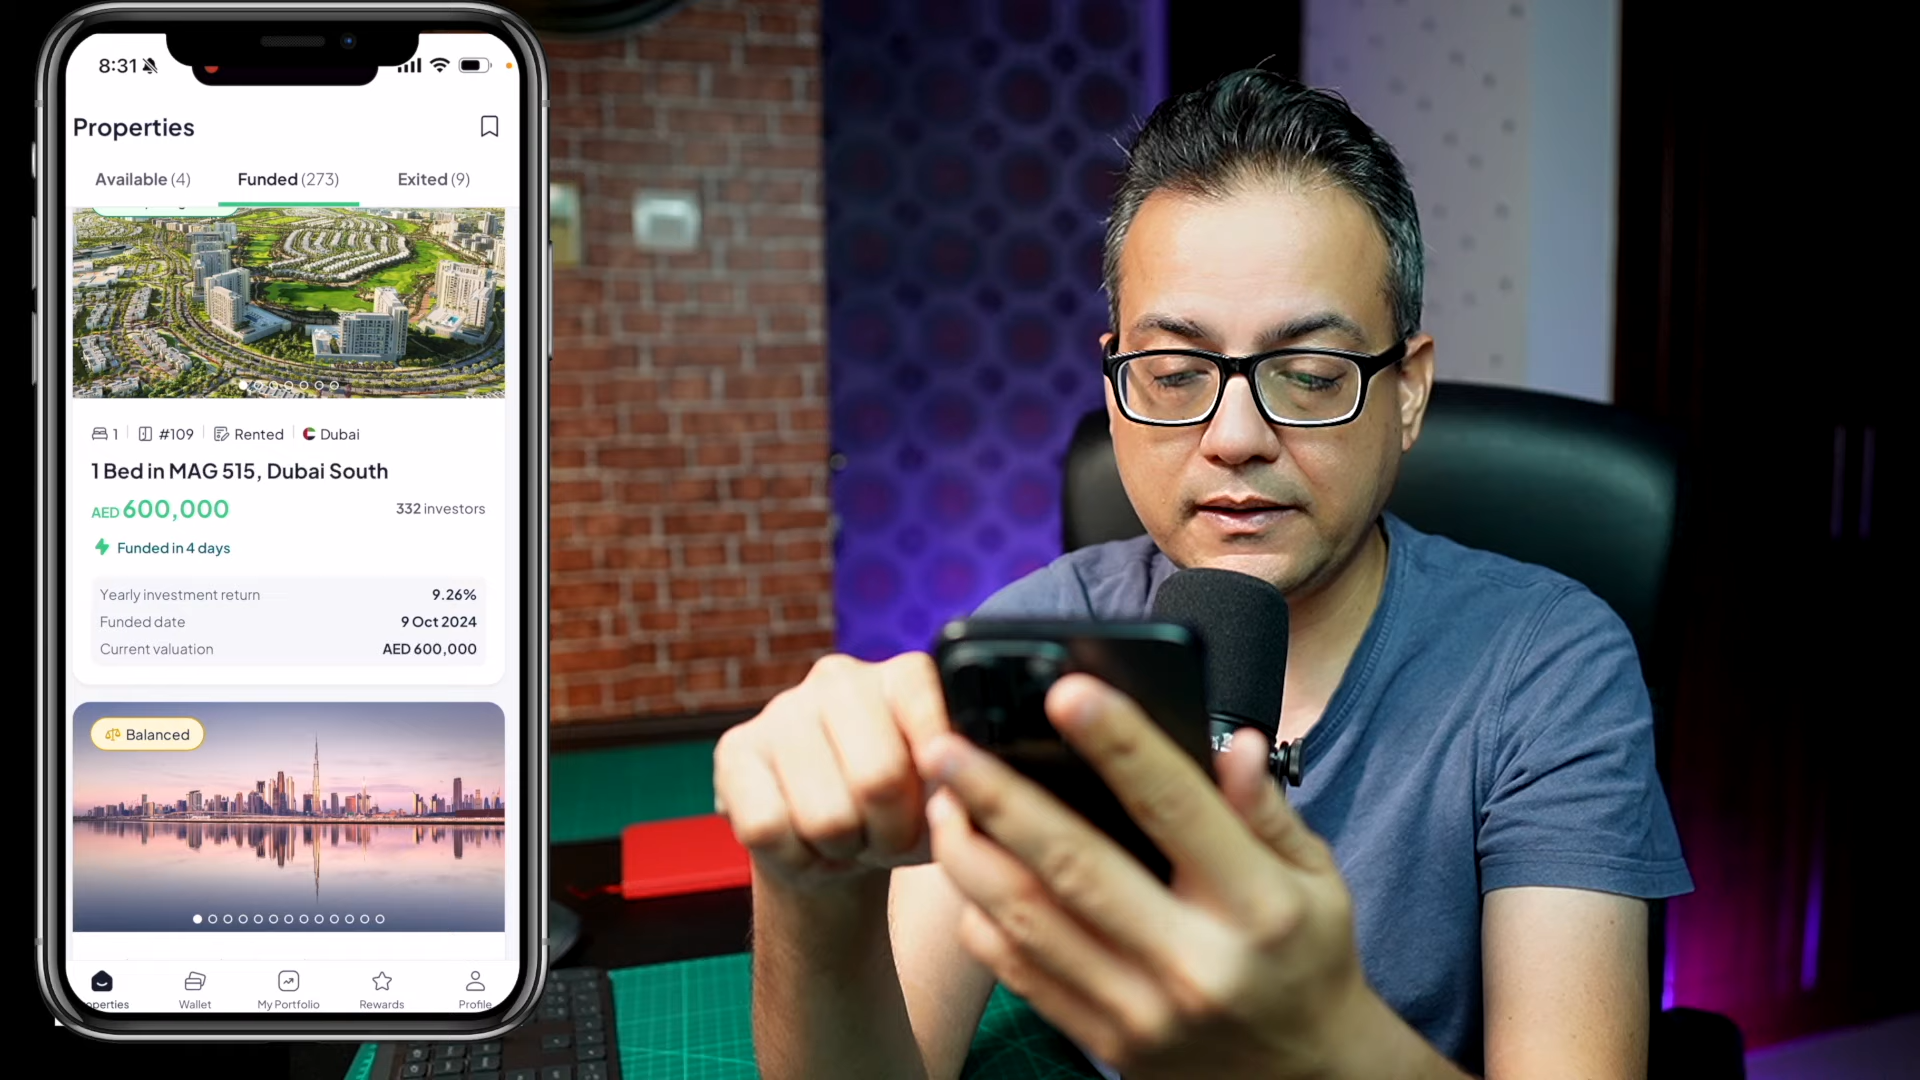 8:31
Properties
Available (4)
Funded (273)
Exited (9)
1
#109
Rented
Dubai
1 Bed in MAG 515, Dubai South
AED 600,000
332 investors
Funded in 4 days
Yearly investment return 9.26%
Funded date 9 Oct 2024
Current valuation AED 600,000
Balanced
operties
Wallet
My Portfolio
Rewards
Profile